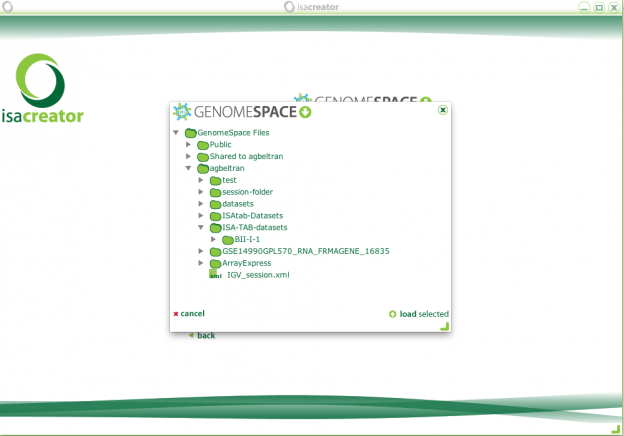 isacreator
GENOMESPACE
isacreator
GENOMESPACE
GenomeSpace Files
Public
Shared to agbeltran
agbeltran
test
session-folder
datasets
ISAtab-Datasets
ISA-TAB-datasets
BII-I-1
GSE14990GPL570_RNA_FRMAGENE_16835
ArrayExpress
xml IGV_session.xml
cancel
load selected
back